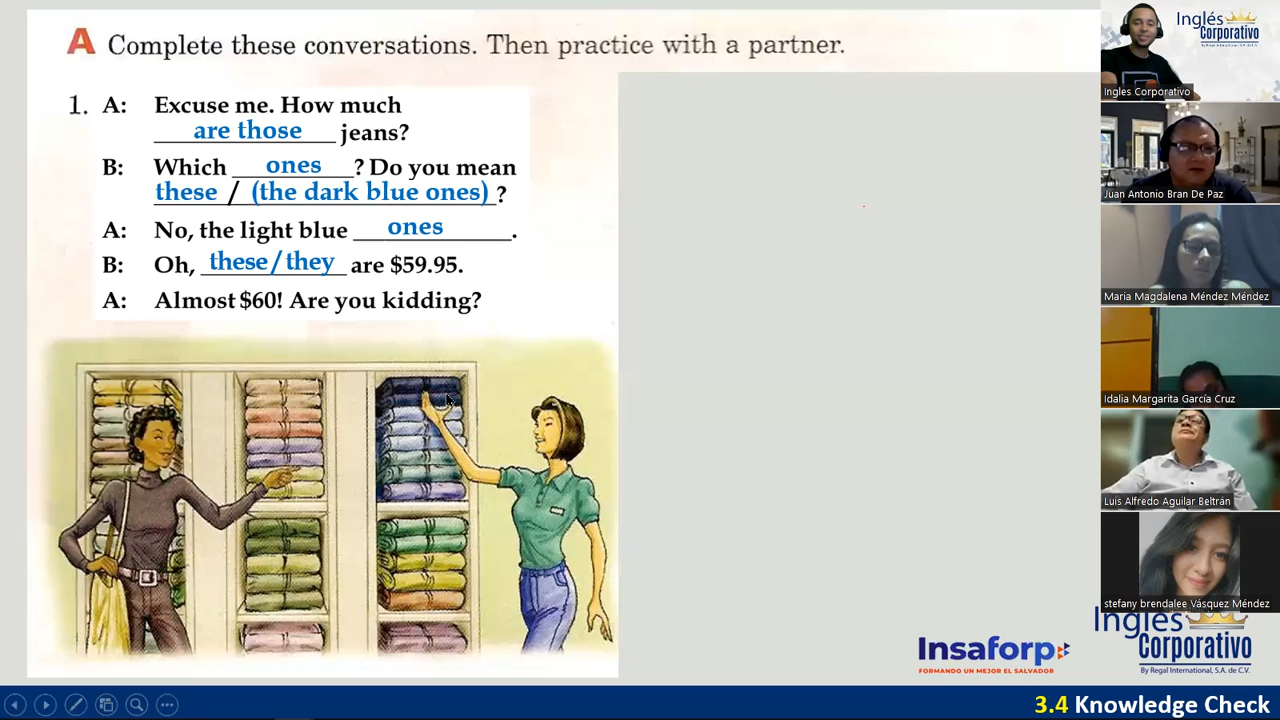 A Complete these conversations. Then practice with a partner.
1. A: Excuse me. How much
are those jeans?
B: Which ones? Do you mean
these / (the dark blue ones)?
A: No, the light blue ones.
B: Oh, these/they are $59.95.
A: Almost $60! Are you kidding?
Inglés
Corporativo
By Regal International, S.A. de C.V.
Ingles Corporativo
Juan Antonio Bran De Paz
Maria Magdalena Méndez Méndez
Idalia Margarita García Cruz
Luis Alfredo Aguilar Beltrán
stefany brendalee Vásquez Méndez
Insaforp
FORMANDO UN MEJOR EL SALVADOR
Inglés
Corporativo
By Regal International, S.A. de C.V.
3.4 Knowledge Check